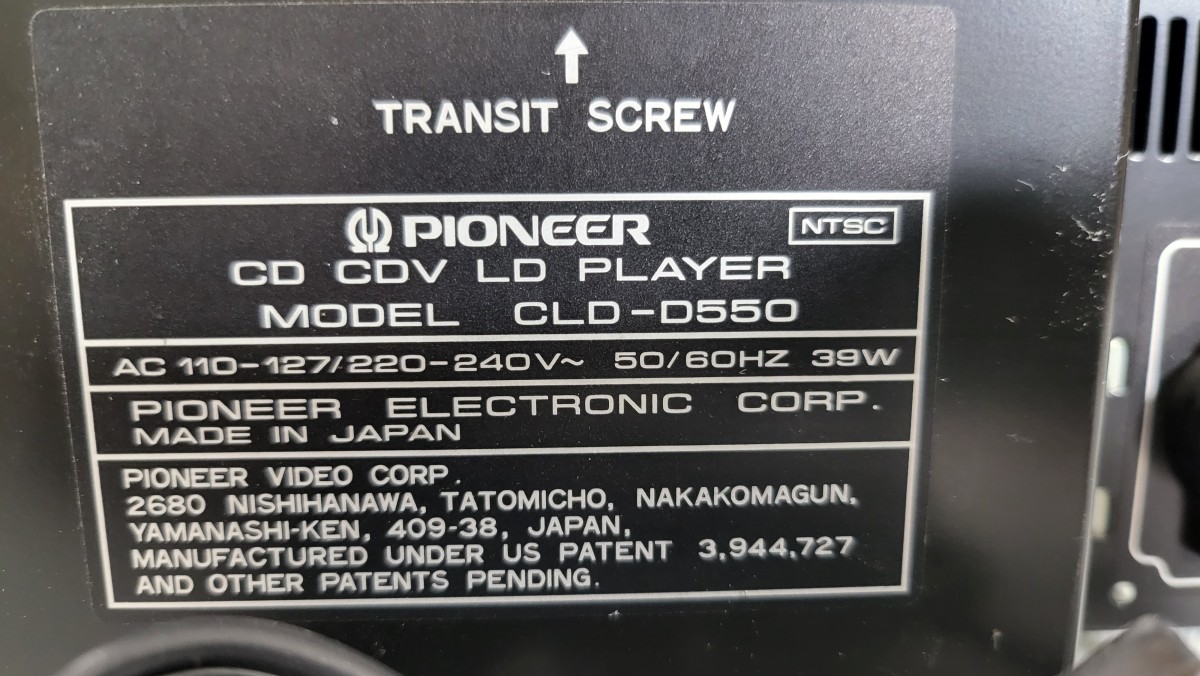 TRANSIT SCREW
PIONEER NTSC
CD CDV LD PLAYER
MODEL CLD-D550
AC 110-127/220-240V~ 50/60HZ 39W
PIONEER ELECTRONIC CORP.
MADE IN JAPAN
PIONEER VIDEO CORP.
2680 NISHIHANAWA, TATOMICHO, NAKAKOMAGUN,
YAMANASHI-KEN, 409-38, JAPAN,
MANUFACTURED UNDER US PATENT 3,944,727
AND OTHER PATENTS PENDING.